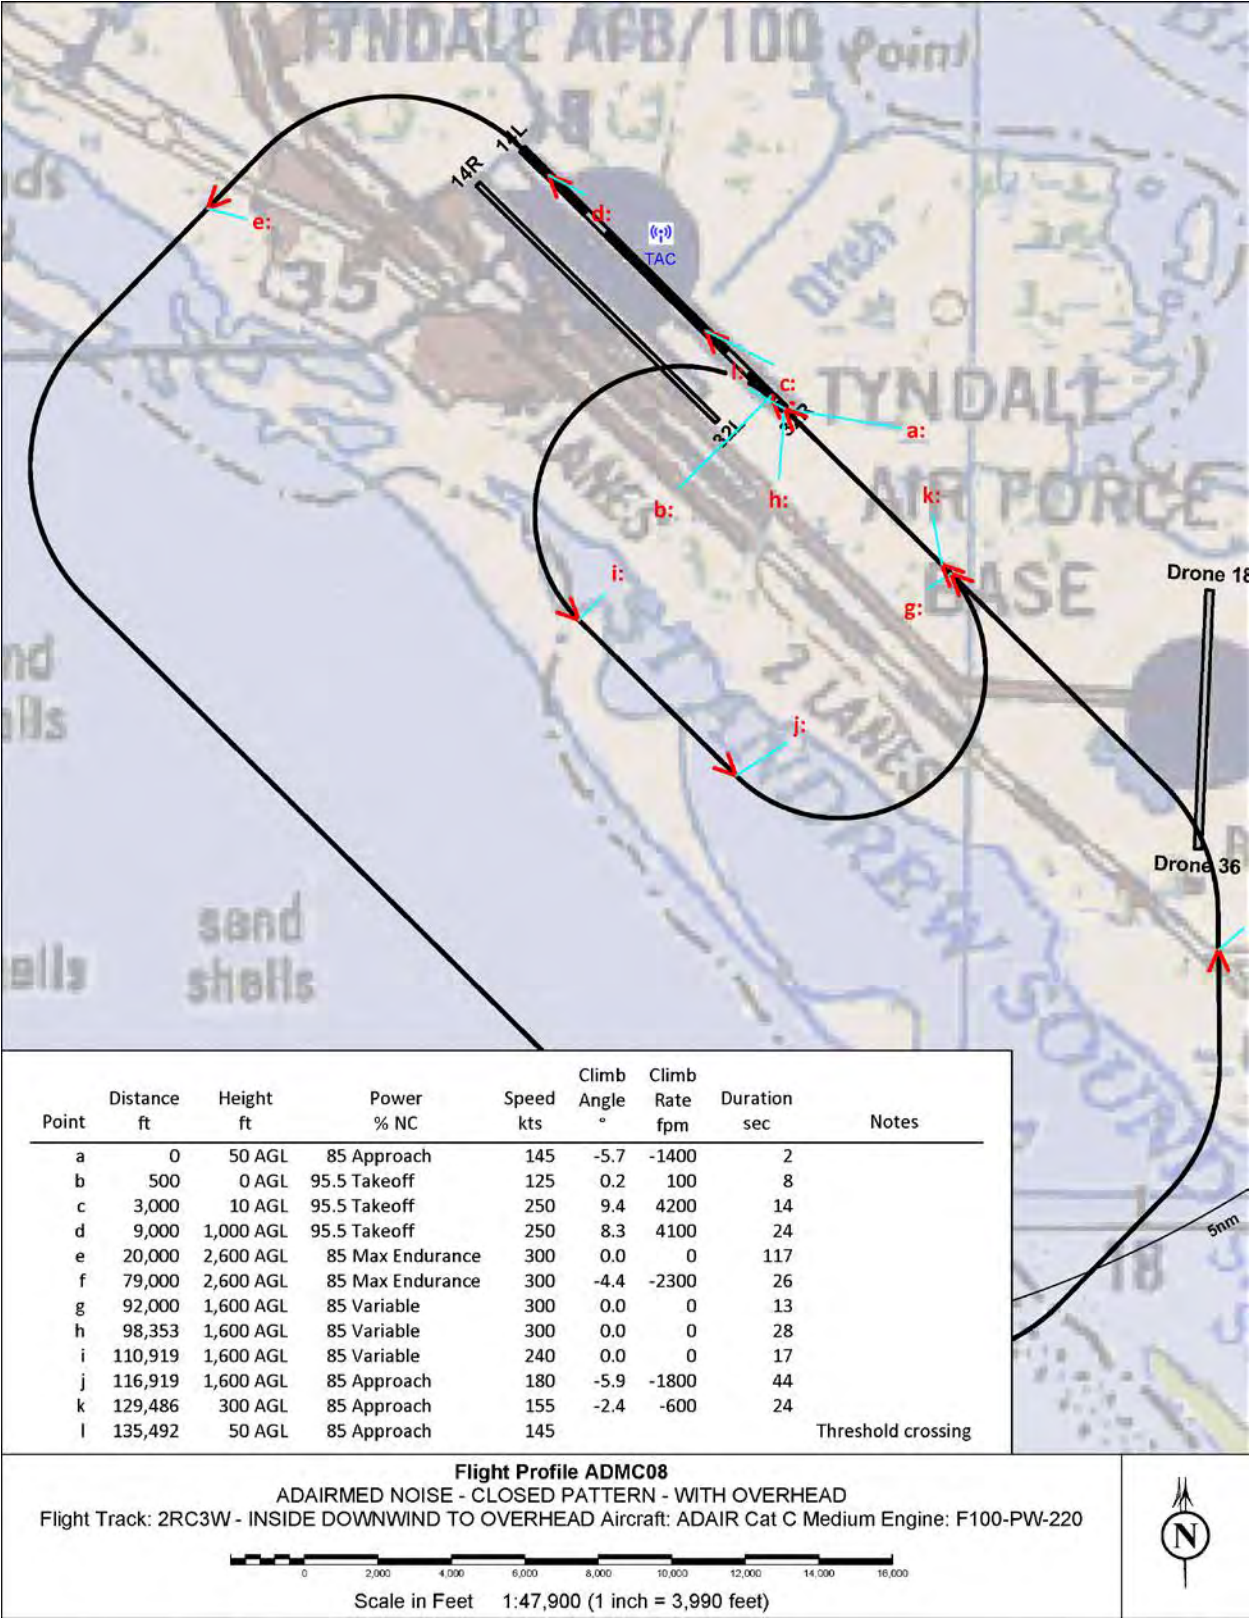 TYNDALL AFB/100
Point
14L
14R
d:
e:
TAC
35
Ditch
l:
c:
TYNDALL
32L
a:
LANES
b:
h:
k:
AIR FORCE
i:
BASE
Drone 18
g:
2 LANES
j:
ST ANDREW SOUND
Drone 36
sand
shells
5nm
18
Point Distance ft Height ft Power % NC Speed kts Climb Angle ° Climb Rate fpm Duration sec Notes
a 0 50 AGL 85 Approach 145 -5.7 -1400 2
b 500 0 AGL 95.5 Takeoff 125 0.2 100 8
c 3,000 10 AGL 95.5 Takeoff 250 9.4 4200 14
d 9,000 1,000 AGL 95.5 Takeoff 250 8.3 4100 24
e 20,000 2,600 AGL 85 Max Endurance 300 0.0 0 117
f 79,000 2,600 AGL 85 Max Endurance 300 -4.4 -2300 26
g 92,000 1,600 AGL 85 Variable 300 0.0 0 13
h 98,353 1,600 AGL 85 Variable 300 0.0 0 28
i 110,919 1,600 AGL 85 Variable 240 0.0 0 17
j 116,919 1,600 AGL 85 Approach 180 -5.9 -1800 44
k 129,486 300 AGL 85 Approach 155 -2.4 -600 24
l 135,492 50 AGL 85 Approach 145 Threshold crossing
Flight Profile ADMC08
ADAIRMED NOISE - CLOSED PATTERN - WITH OVERHEAD
Flight Track: 2RC3W - INSIDE DOWNWIND TO OVERHEAD Aircraft: ADAIR Cat C Medium Engine: F100-PW-220
0 2,000 4,000 6,000 8,000 10,000 12,000 14,000 16,000
Scale in Feet 1:47,900 (1 inch = 3,990 feet)
N